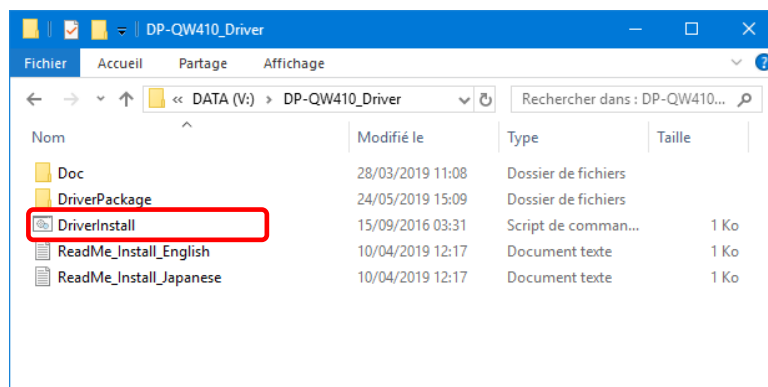 DP-QW410_Driver
Fichier Accueil Partage Affichage
« DATA (V:) > DP-QW410_Driver Rechercher dans : DP-QW410...
Nom Modifié le Type Taille
Doc 28/03/2019 11:08 Dossier de fichiers
DriverPackage 24/05/2019 15:09 Dossier de fichiers
DriverInstall 15/09/2016 03:31 Script de comman... 1 Ko
ReadMe_Install_English 10/04/2019 12:17 Document texte 1 Ko
ReadMe_Install_Japanese 10/04/2019 12:17 Document texte 1 Ko